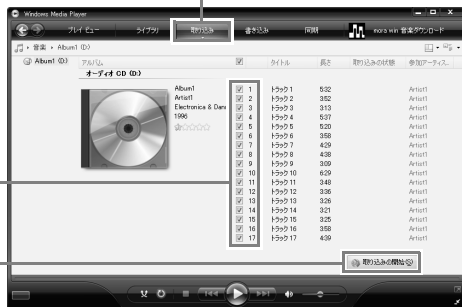 Windows Media Player
プレイ ビュー ライブラリ 取り込み 書き込み 同期 mora win 音楽ダウンロード
音楽 Album1 (D:)
Album1 (D:) アルバム タイトル 長さ 取り込みの状態 参加アーティス...
オーディオ CD (D:)
Album1
Artist1
Electronica & Dan
1996
1 トラック 1 5:32 Artist1
2 トラック 2 3:52 Artist1
3 トラック 3 3:13 Artist1
4 トラック 4 5:37 Artist1
5 トラック 5 5:20 Artist1
6 トラック 6 3:58 Artist1
7 トラック 7 4:29 Artist1
8 トラック 8 4:38 Artist1
9 トラック 9 3:09 Artist1
10 トラック 10 6:29 Artist1
11 トラック 11 3:48 Artist1
12 トラック 12 3:36 Artist1
13 トラック 13 3:26 Artist1
14 トラック 14 3:21 Artist1
15 トラック 15 3:25 Artist1
16 トラック 16 3:58 Artist1
17 トラック 17 4:39 Artist1
取り込みの開始(S)